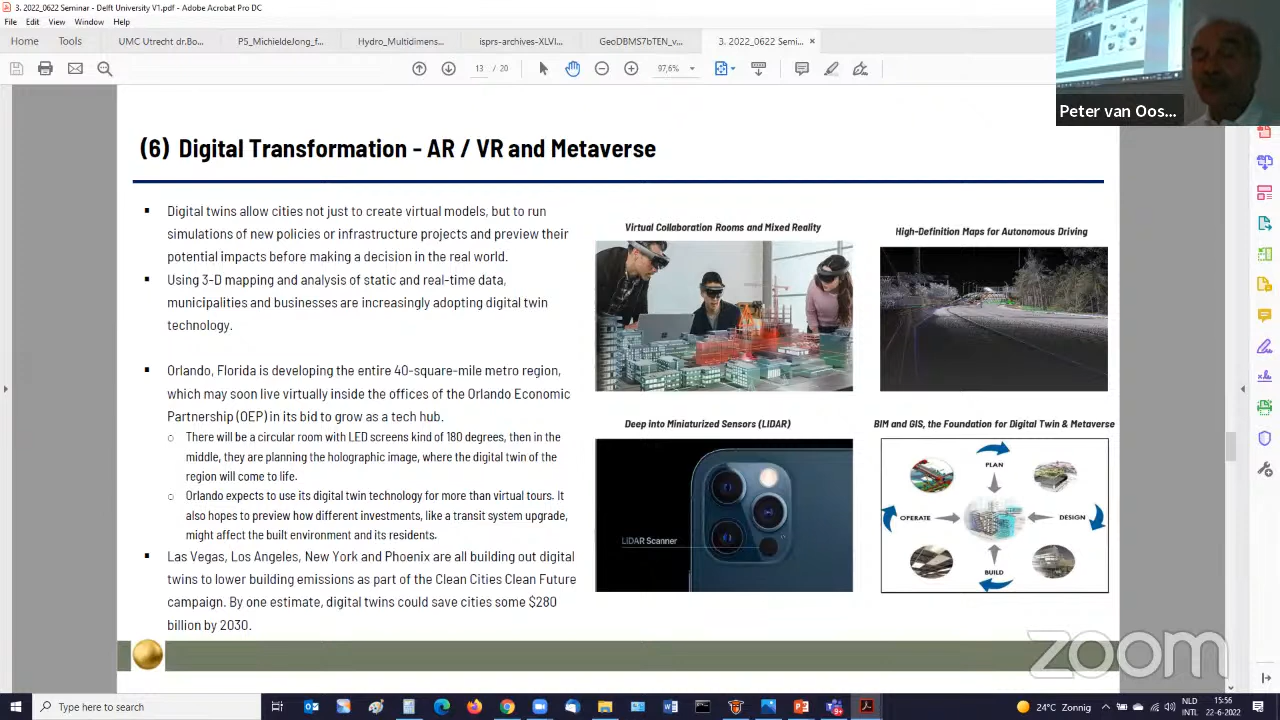 3. 2022_0622 Seminar - Delft University V1.pdf - Adobe Acrobat Pro DC
File Edit View Window Help
Home Tools UMC Utrecht dr.Bo... P5_MichieldeJong_f... Hydro_Modellers_m... isprs-archives-XLVI... GeoDBMS7bTEN_v... 3. 2022_0622 Semi... ×
13 / 20 97,6%
Peter van Oos...
(6) Digital Transformation - AR / VR and Metaverse
Digital twins allow cities not just to create virtual models, but to run
simulations of new policies or infrastructure projects and preview their
potential impacts before making a decision in the real world.
Using 3-D mapping and analysis of static and real-time data,
municipalities and businesses are increasingly adopting digital twin
technology.
Orlando, Florida is developing the entire 40-square-mile metro region,
which may soon live virtually inside the offices of the Orlando Economic
Partnership (OEP) in its bid to grow as a tech hub.
There will be a circular room with LED screens kind of 180 degrees, then in the
middle, they are planning the holographic image, where the digital twin of the
region will come to life.
Orlando expects to use its digital twin technology for more than virtual tours. It
also hopes to preview how different investments, like a transit system upgrade,
might affect the built environment and its residents.
Las Vegas, Los Angeles, New York and Phoenix are all building out digital
twins to lower building emissions as part of the Clean Cities Clean Future
campaign. By one estimate, digital twins could save cities some $280
billion by 2030.
Virtual Collaboration Rooms and Mixed Reality
High-Definition Maps for Autonomous Driving
Deep into Miniaturized Sensors (LIDAR)
LiDAR Scanner
BIM and GIS, the Foundation for Digital Twin & Metaverse
PLAN
OPERATE
DESIGN
BUILD
zoom
Type here to search
24°C Zonnig
NLD
INTL
15:56
22-6-2022